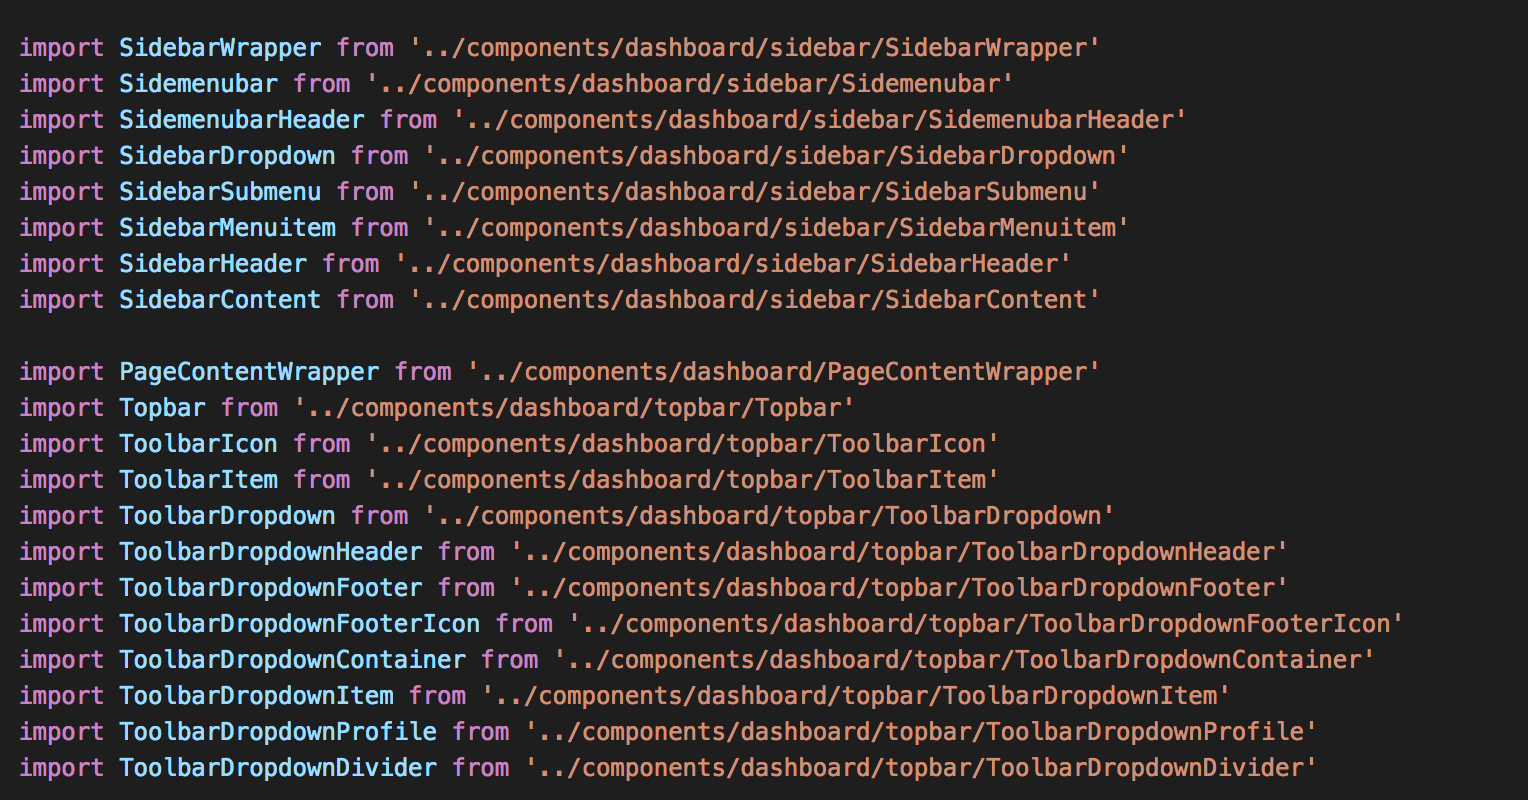 import SidebarWrapper from '../components/dashboard/sidebar/SidebarWrapper'
import Sidemenubar from '../components/dashboard/sidebar/Sidemenubar'
import SidemenubarHeader from '../components/dashboard/sidebar/SidemenubarHeader'
import SidebarDropdown from '../components/dashboard/sidebar/SidebarDropdown'
import SidebarSubmenu from '../components/dashboard/sidebar/SidebarSubmenu'
import SidebarMenuitem from '../components/dashboard/sidebar/SidebarMenuitem'
import SidebarHeader from '../components/dashboard/sidebar/SidebarHeader'
import SidebarContent from '../components/dashboard/sidebar/SidebarContent'
import PageContentWrapper from '../components/dashboard/PageContentWrapper'
import Topbar from '../components/dashboard/topbar/Topbar'
import ToolbarIcon from '../components/dashboard/topbar/ToolbarIcon'
import ToolbarItem from '../components/dashboard/topbar/ToolbarItem'
import ToolbarDropdown from '../components/dashboard/topbar/ToolbarDropdown'
import ToolbarDropdownHeader from '../components/dashboard/topbar/ToolbarDropdownHeader'
import ToolbarDropdownFooter from '../components/dashboard/topbar/ToolbarDropdownFooter'
import ToolbarDropdownFooterIcon from '../components/dashboard/topbar/ToolbarDropdownFooterIcon'
import ToolbarDropdownContainer from '../components/dashboard/topbar/ToolbarDropdownContainer'
import ToolbarDropdownItem from '../components/dashboard/topbar/ToolbarDropdownItem'
import ToolbarDropdownProfile from '../components/dashboard/topbar/ToolbarDropdownProfile'
import ToolbarDropdownDivider from '../components/dashboard/topbar/ToolbarDropdownDivider'